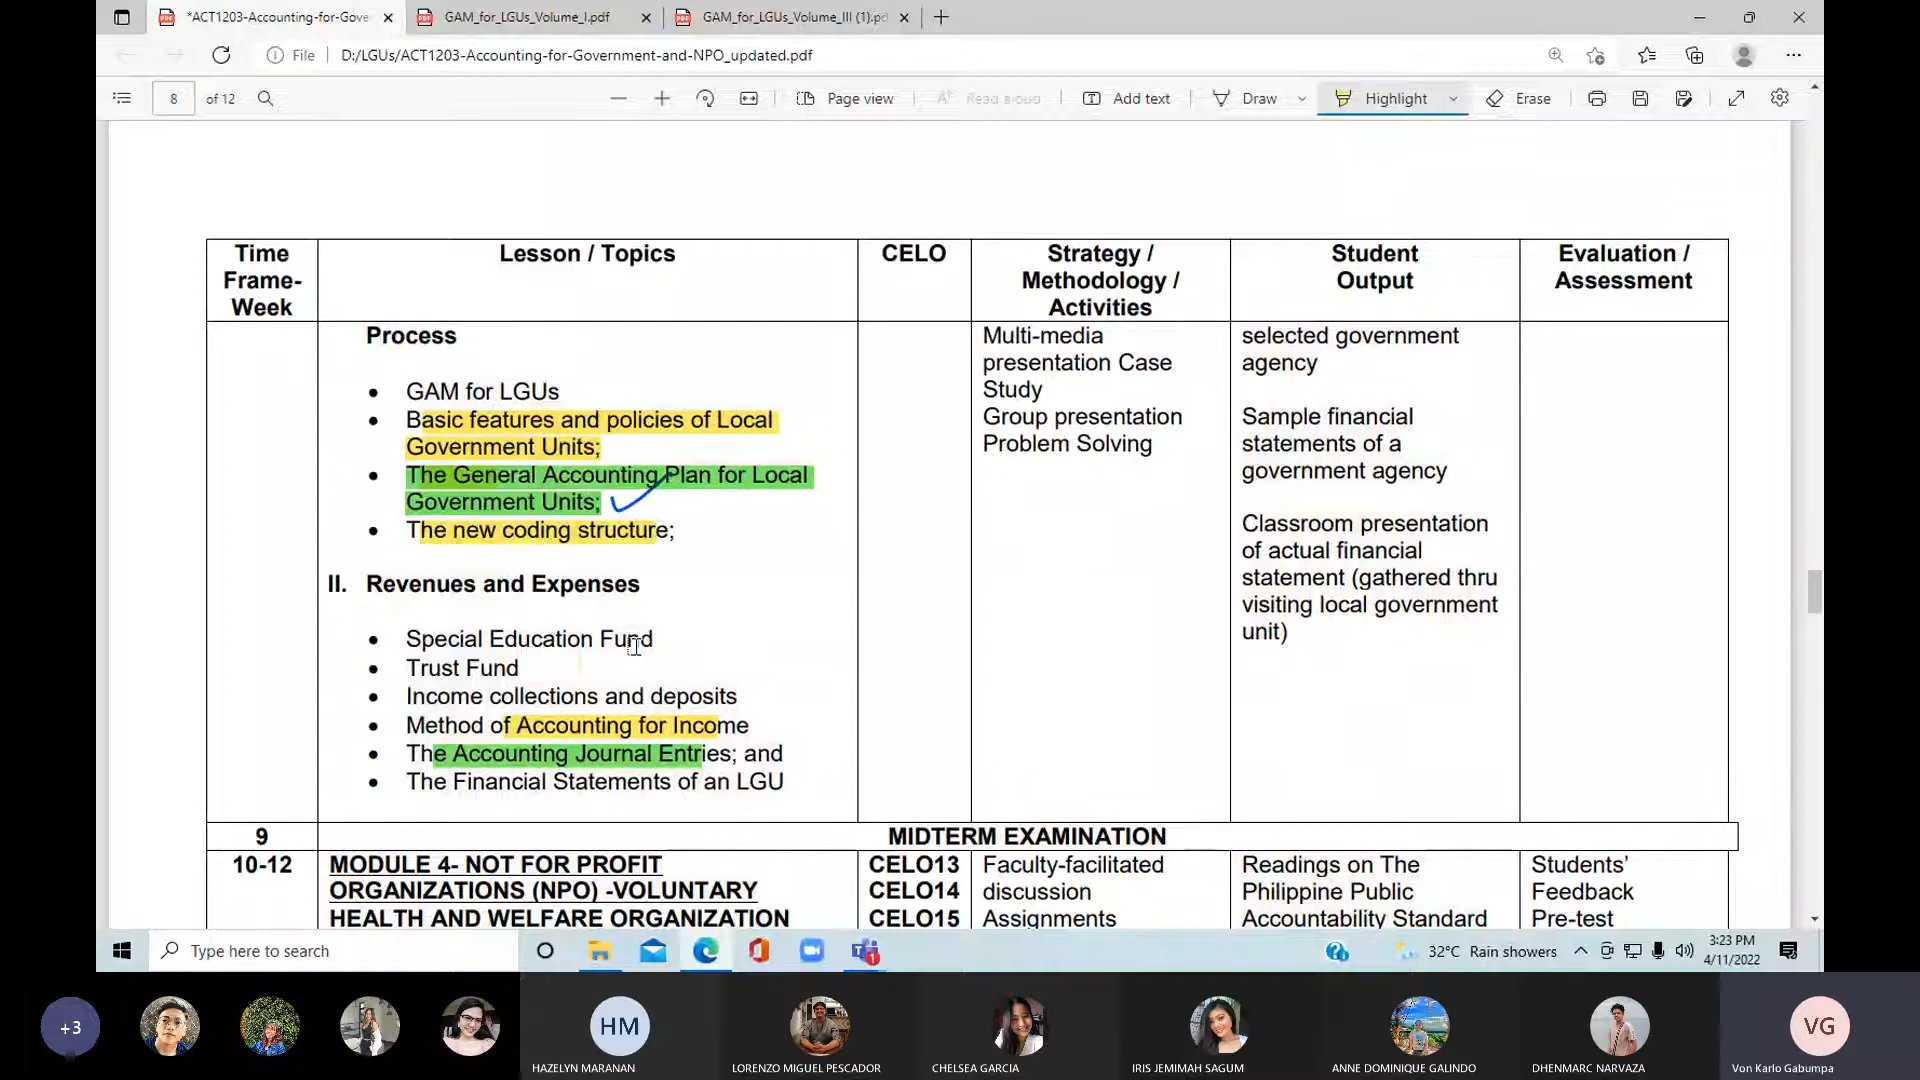 *ACT1203-Accounting-for-Gove
GAM_for_LGUs_Volume_I.pdf
GAM_for_LGUs_Volume_III (1).pd
File
D:/LGUs/ACT1203-Accounting-for-Government-and-NPO_updated.pdf
8 of 12
Page view
Read aloud
Add text
Draw
Highlight
Erase
Time Frame- Week
Lesson / Topics
CELO
Strategy / Methodology / Activities
Student Output
Evaluation / Assessment
Process
• GAM for LGUs
• Basic features and policies of Local
Government Units;
• The General Accounting Plan for Local
Government Units;
• The new coding structure;
II. Revenues and Expenses
• Special Education Fund
• Trust Fund
• Income collections and deposits
• Method of Accounting for Income
• The Accounting Journal Entries; and
• The Financial Statements of an LGU
Multi-media
presentation Case
Study
Group presentation
Problem Solving
selected government
agency
Sample financial
statements of a
government agency
Classroom presentation
of actual financial
statement (gathered thru
visiting local government
unit)
9
MIDTERM EXAMINATION
10-12
MODULE 4- NOT FOR PROFIT
ORGANIZATIONS (NPO) -VOLUNTARY
HEALTH AND WELFARE ORGANIZATION
CELO13
CELO14
CELO15
Faculty-facilitated
discussion
Assignments
Readings on The
Philippine Public
Accountability Standard
Students'
Feedback
Pre-test
Type here to search
1
32°C Rain showers
3:23 PM
4/11/2022
+3
HM
HAZELYN MARANAN
LORENZO MIGUEL PESCADOR
CHELSEA GARCIA
IRIS JEMIMAH SAGUM
ANNE DOMINIQUE GALINDO
DHENMARC NARVAZA
VG
Von Karlo Gabumpa